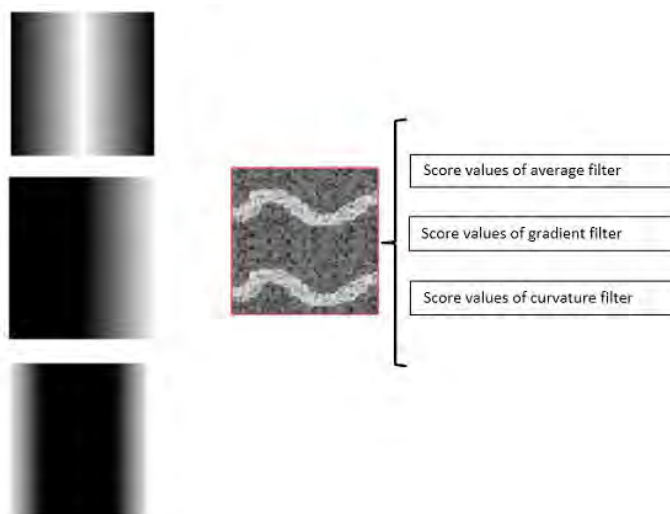 Score values of average filter
Score values of gradient filter
Score values of curvature filter